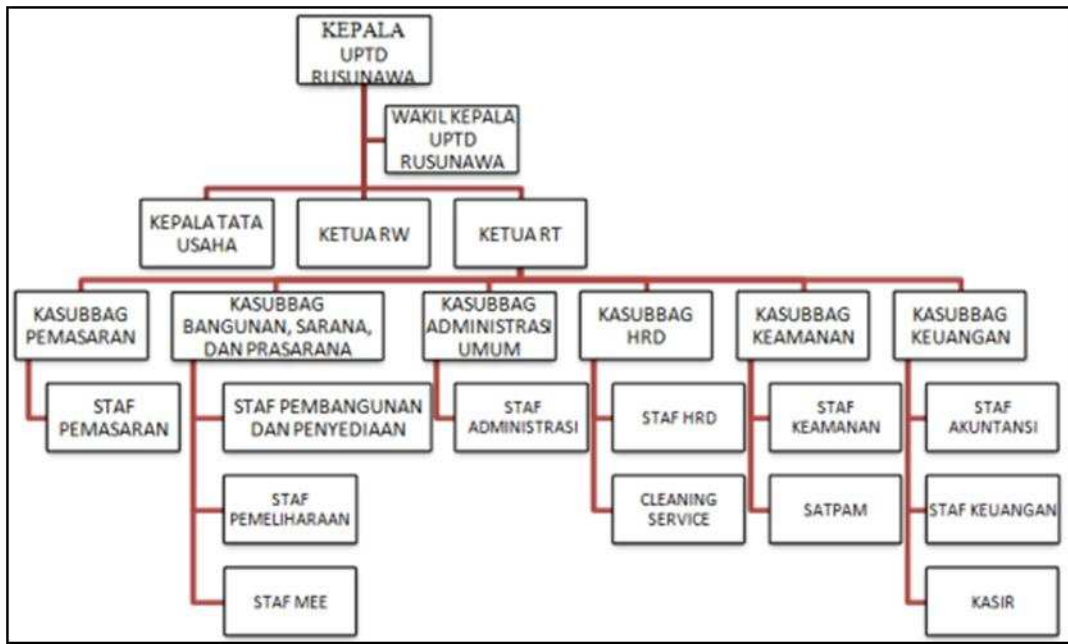 KEPALA
UPTD
RUSUNAWA
WAKIL KEPALA
UPTD
RUSUNAWA
KEPALA TATA
USAHA
KETUA RW
KETUA RT
KASUBBAG
PEMASARAN
KASUBBAG
BANGUNAN, SARANA,
DAN PRASARANA
KASUBBAG
ADMINISTRASI
UMUM
KASUBBAG
HRD
KASUBBAG
KEAMANAN
KASUBBAG
KEUANGAN
STAF
PEMASARAN
STAF PEMBANGUNAN
DAN PENYEDIAAN
STAF
ADMINISTRASI
STAF HRD
STAF
KEAMANAN
STAF
AKUNTANSI
STAF
PEMELIHARAAN
CLEANING
SERVICE
SATPAM
STAF KEUANGAN
STAF MEE
KASIR